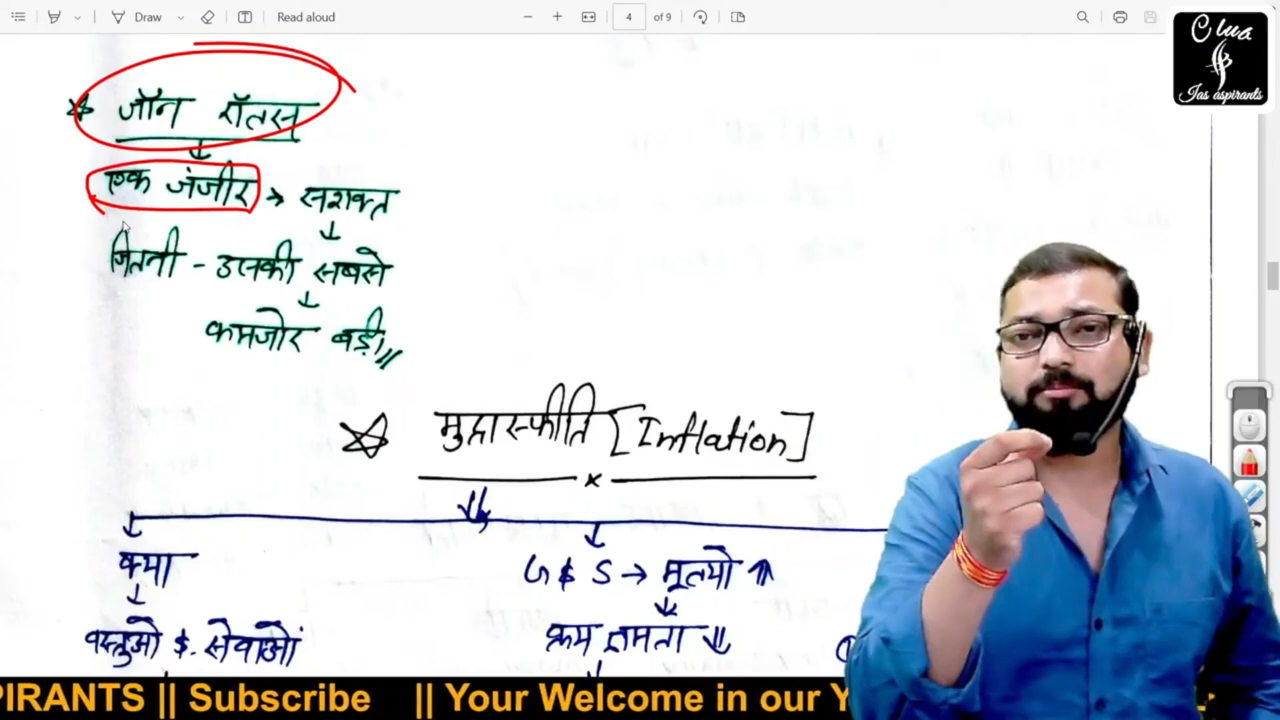 Draw
Read aloud
4
of 9
Clua
Ias aspirants
जॉन रॉल्स
एक जंजीर → सशक्त
जितनी - उसकी सबसे
कमजोर कड़ी
मुद्रास्फीति [Inflation]
क्या
G & S → मूल्यो ↑
वस्तुओ & सेवाओं
क्रय क्षमता ↓
PIRANTS || Subscribe || Your Welcome in our Y